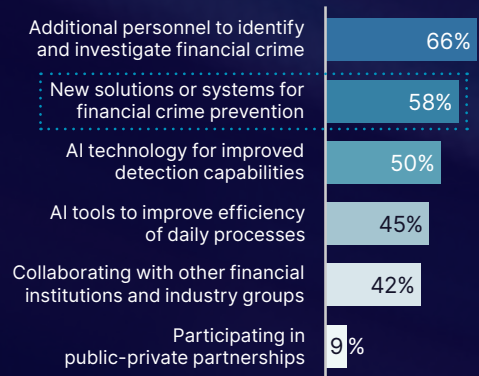 Additional personnel to identify
and investigate financial crime
66%
New solutions or systems for
financial crime prevention
58%
AI technology for improved
detection capabilities
50%
AI tools to improve efficiency
of daily processes
45%
Collaborating with other financial
institutions and industry groups
42%
Participating in
public-private partnerships
9%